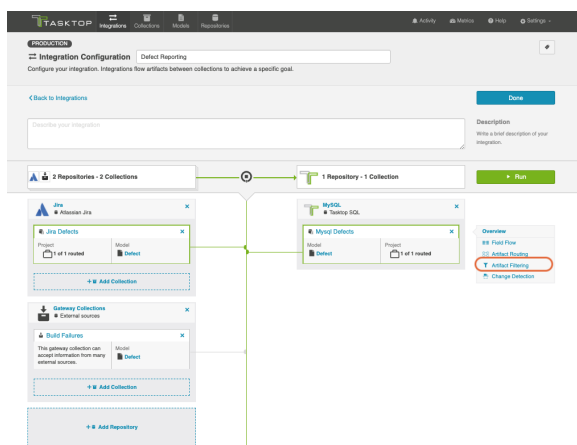 TASKTOP
Integrations
Collections
Models
Repositories
Activity
Metrics
Help
Settings
PRODUCTION
Integration Configuration
Defect Reporting
Configure your integration. Integrations flow artifacts between collections to achieve a specific goal.
Back to Integrations
Done
Describe your integration
Description
Write a brief description of your
integration.
2 Repositories - 2 Collections
1 Repository - 1 Collection
Run
Jira
Atlassian Jira
Jira Defects
Project
1 of 1 routed
Model
Defect
+ Add Collection
MySQL
Tasktop SQL
Mysql Defects
Model
Defect
Project
1 of 1 routed
Overview
Field Flow
Artifact Routing
Artifact Filtering
Change Detection
Gateway Collections
External sources
Build Failures
This gateway collection can
accept information from many
external sources.
Model
Defect
+ Add Collection
+ Add Repository